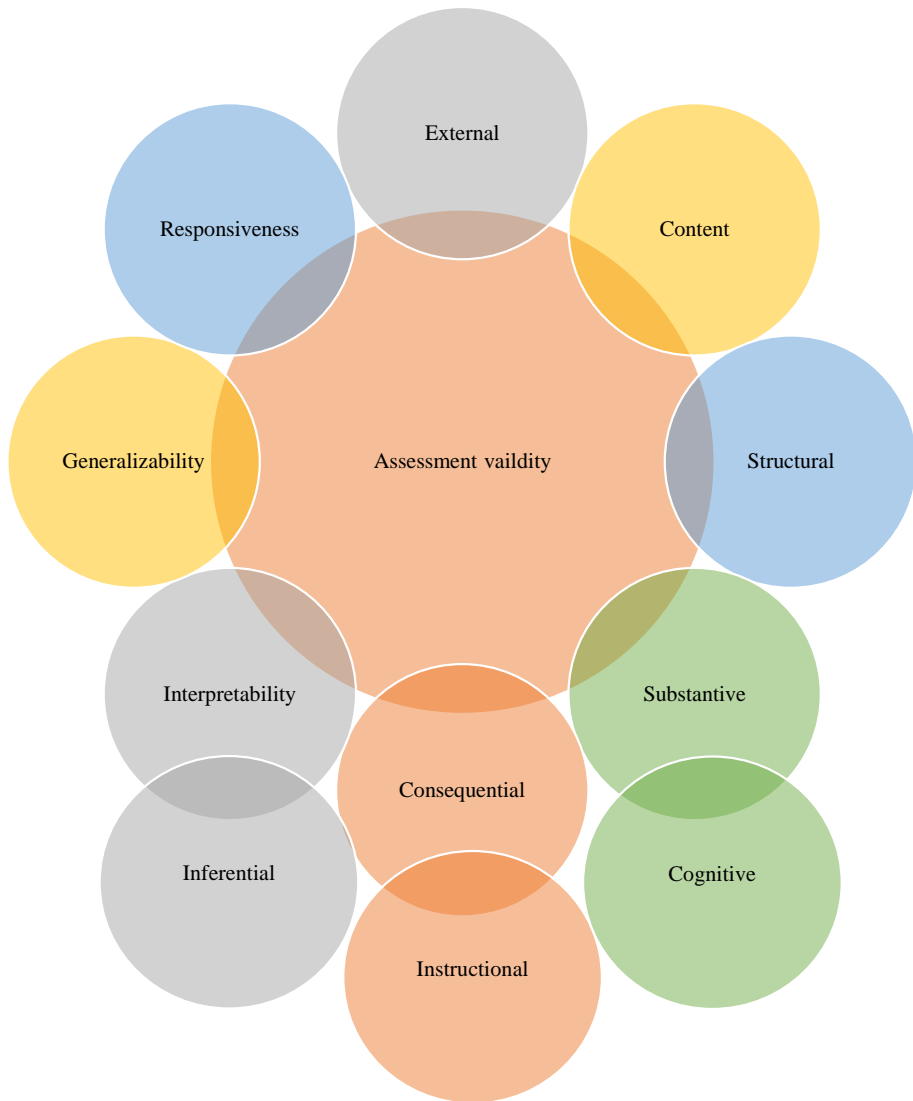 External
Responsiveness
Content
Generalizability
Assessment vaildity
Structural
Interpretability
Substantive
Consequential
Inferential
Cognitive
Instructional